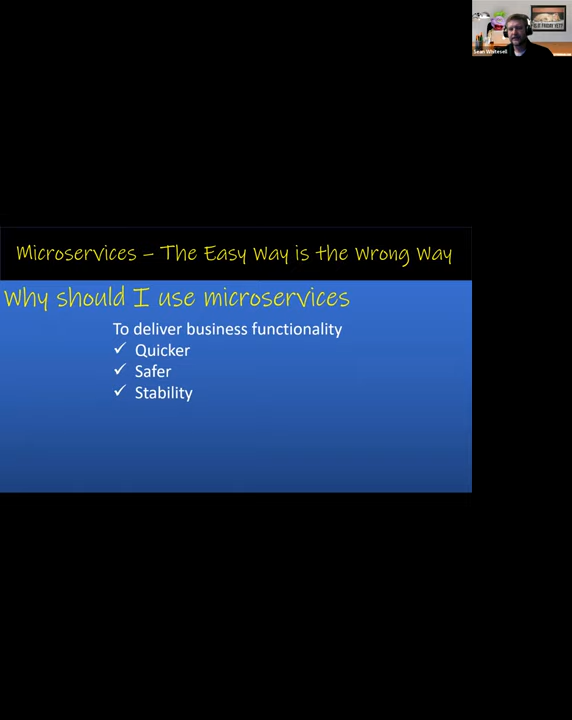 Sean Whitesell
Microservices – The Easy Way is the Wrong Way
Why should I use microservices
To deliver business functionality
✓ Quicker
✓ Safer
✓ Stability